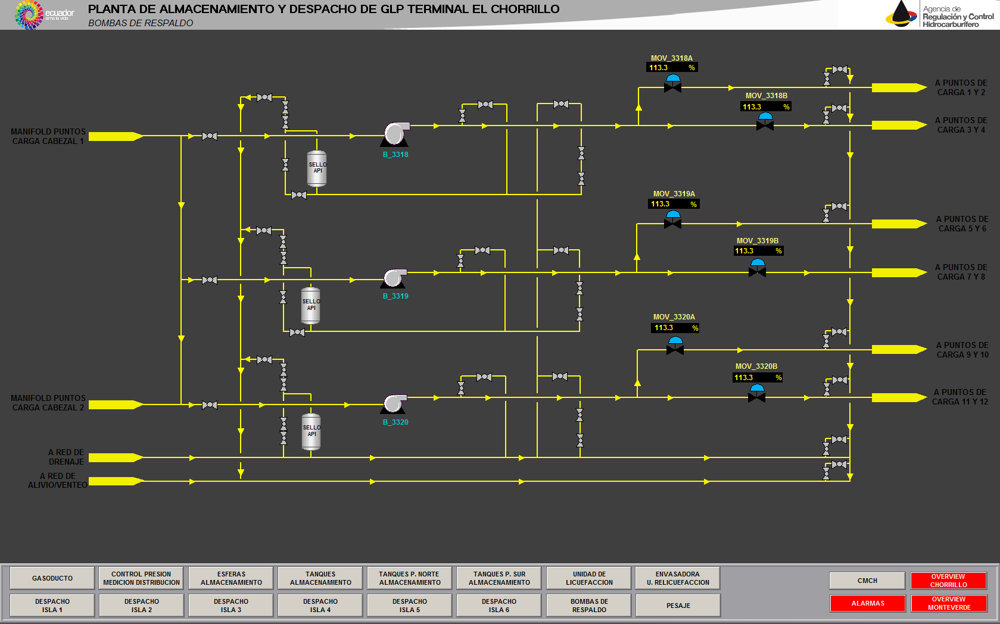 ecuador
ama la vida
PLANTA DE ALMACENAMIENTO Y DESPACHO DE GLP TERMINAL EL CHORRILLO
BOMBAS DE RESPALDO
Agencia de
Regulación y Control
Hidrocarburífero
MOV_3318A
113.3 %
A PUNTOS DE
CARGA 1 Y 2
MOV_3318B
113.3 %
A PUNTOS DE
CARGA 3 Y 4
MANIFOLD PUNTOS
CARGA CABEZAL 1
B_3318
SELLO
API
MOV_3319A
113.3 %
A PUNTOS DE
CARGA 5 Y 6
MOV_3319B
113.3 %
A PUNTOS DE
CARGA 7 Y 8
B_3319
SELLO
API
MOV_3320A
113.3 %
A PUNTOS DE
CARGA 9 Y 10
MOV_3320B
113.3 %
A PUNTOS DE
CARGA 11 Y 12
MANIFOLD PUNTOS
CARGA CABEZAL 2
B_3320
SELLO
API
A RED DE
DRENAJE
A RED DE
ALIVIO/VENTEO
GASODUCTO
CONTROL PRESION
MEDICION DISTRIBUCION
ESFERAS
ALMACENAMIENTO
TANQUES
ALMACENAMIENTO
TANQUES P. NORTE
ALMACENAMIENTO
TANQUES P. SUR
ALMACENAMIENTO
UNIDAD DE
LICUEFACCION
ENVASADORA
U. RELICUEFACCION
CMCH
OVERVIEW
CHORRILLO
DESPACHO
ISLA 1
DESPACHO
ISLA 2
DESPACHO
ISLA 3
DESPACHO
ISLA 4
DESPACHO
ISLA 5
DESPACHO
ISLA 6
BOMBAS DE
RESPALDO
PESAJE
ALARMAS
OVERVIEW
MONTEVERDE